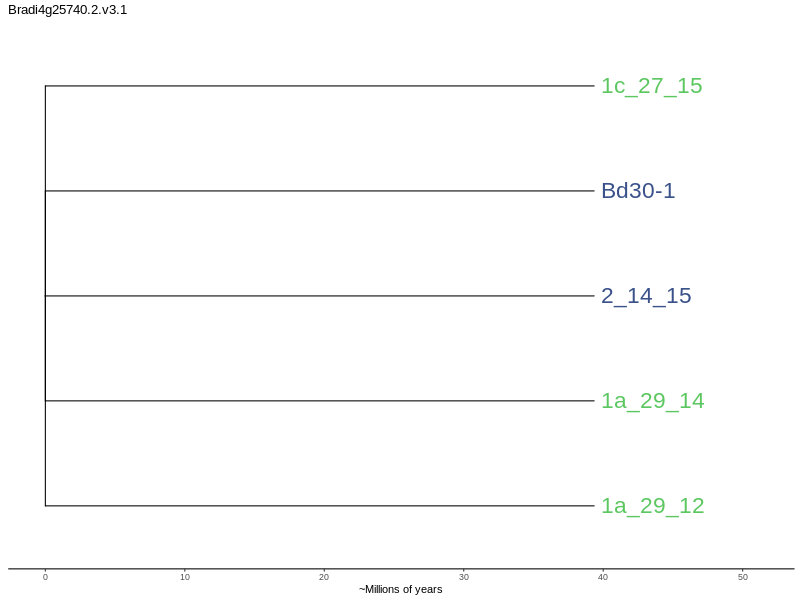 Bradi4g25740.2.v3.1
1c_27_15
Bd30-1
2_14_15
1a_29_14
1a_29_12
0 10 20 30 40 50
~Millions of years